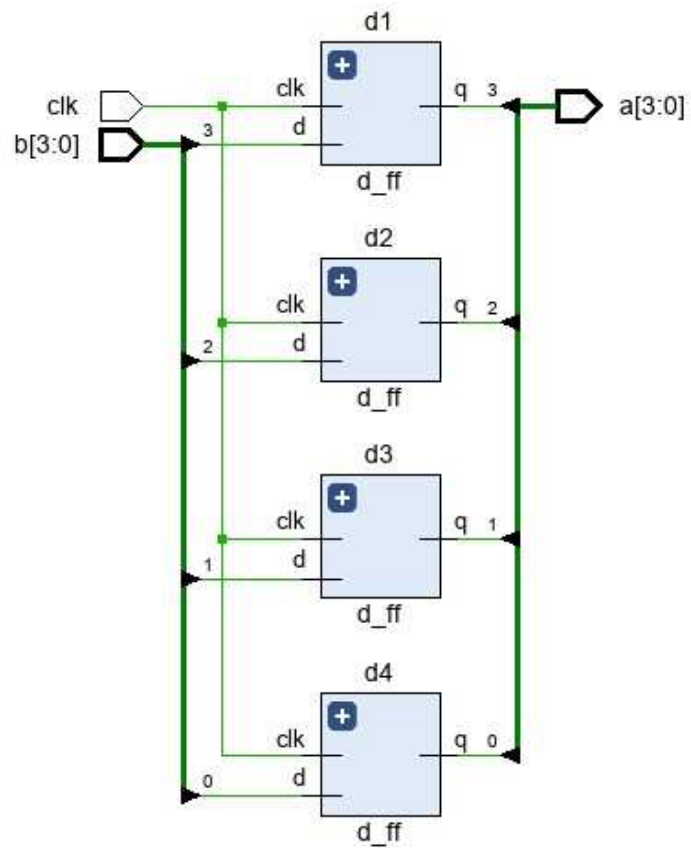 d1
clk
clk
q
3
a[3:0]
b[3:0]
3
d
d_ff
d2
clk
q
2
2
d
d_ff
d3
clk
q
1
1
d
d_ff
d4
clk
q
0
0
d
d_ff